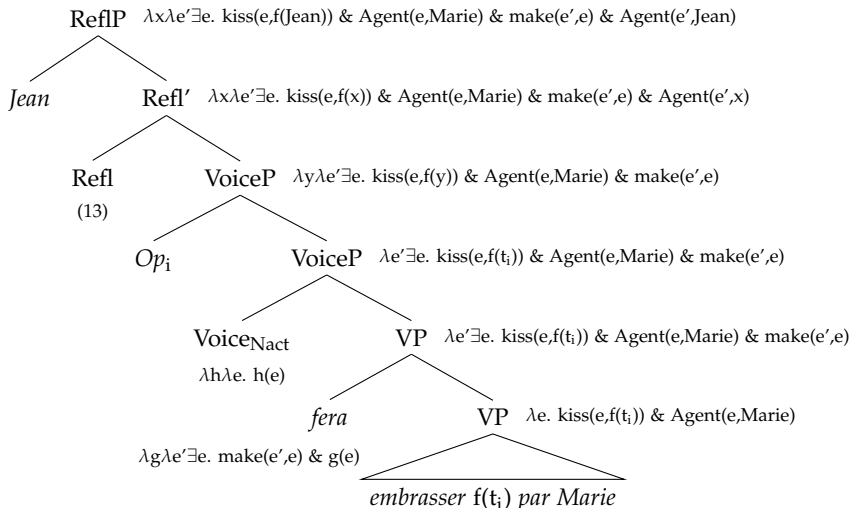 ReflP λxλe’∃e. kiss(e,f(Jean)) & Agent(e,Marie) & make(e’,e) & Agent(e’,Jean)
Jean Refl’ λxλe’∃e. kiss(e,f(x)) & Agent(e,Marie) & make(e’,e) & Agent(e’,x)
Refl VoiceP λyλe’∃e. kiss(e,f(y)) & Agent(e,Marie) & make(e’,e)
(13)
Opi VoiceP λe’∃e. kiss(e,f(ti)) & Agent(e,Marie) & make(e’,e)
VoiceNact VP λe’∃e. kiss(e,f(ti)) & Agent(e,Marie) & make(e’,e)
λhλe. h(e)
fera VP λe. kiss(e,f(ti)) & Agent(e,Marie)
λgλe’∃e. make(e’,e) & g(e)
embrasser f(ti) par Marie